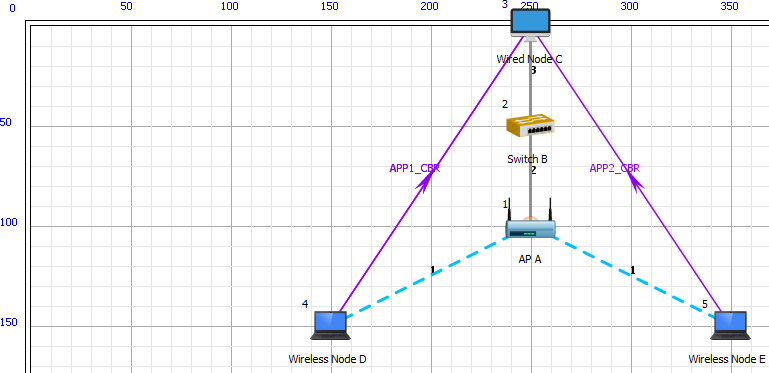 0 50 100 150 200 250 300 350
3
Wired Node C
3
2
50
Switch B
APP1_CBR 2 APP2_CBR
1
100
AP A
1 1
4 5
150
Wireless Node D Wireless Node E